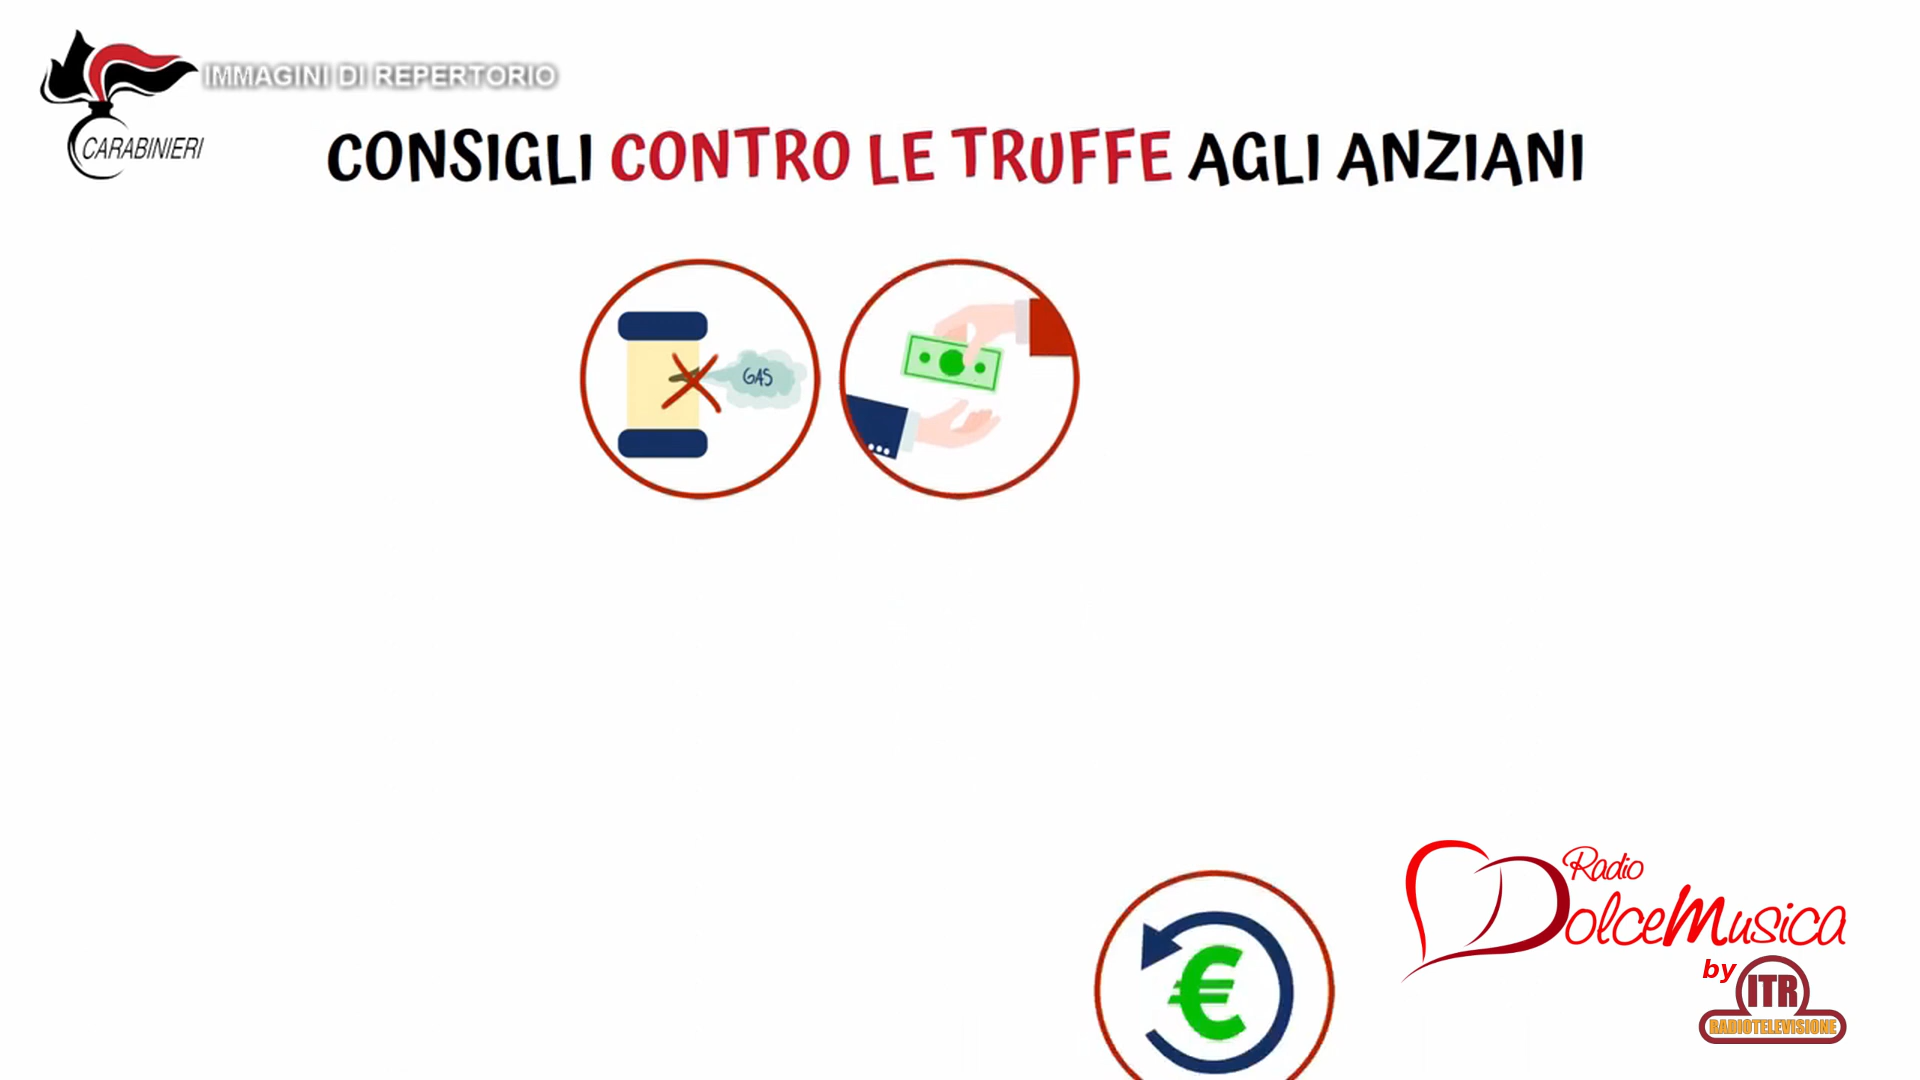 IMMAGINI DI REPERTORIO
CARABINIERI
CONSIGLI CONTRO LE TRUFFE AGLI ANZIANI
GAS
€
Radio
DolceMusica
by
ITR
RADIOTELEVISIONE